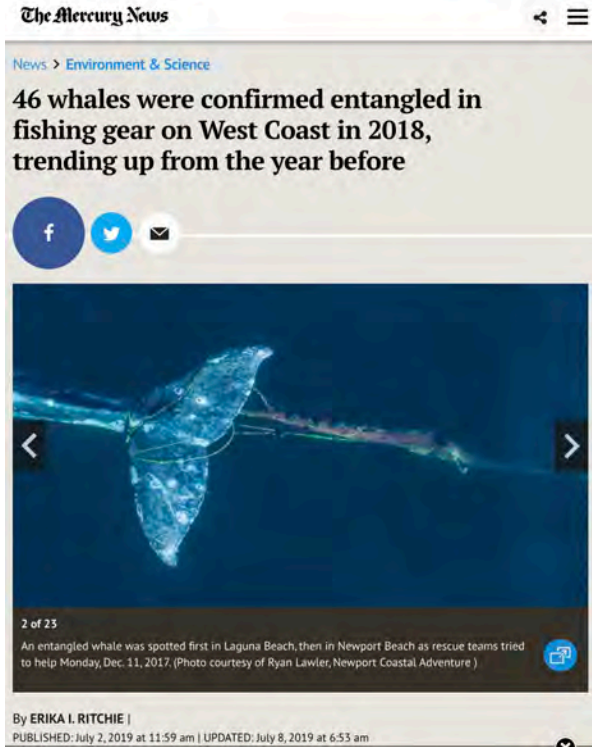 The Mercury News
News > Environment & Science
46 whales were confirmed entangled in
fishing gear on West Coast in 2018,
trending up from the year before
f
2 of 23
An entangled whale was spotted first in Laguna Beach, then in Newport Beach as rescue teams tried
to help Monday, Dec. 11, 2017. (Photo courtesy of Ryan Lawler, Newport Coastal Adventure )
By ERIKA I. RITCHIE |
PUBLISHED: July 2, 2019 at 11:59 am | UPDATED: July 8, 2019 at 6:53 am